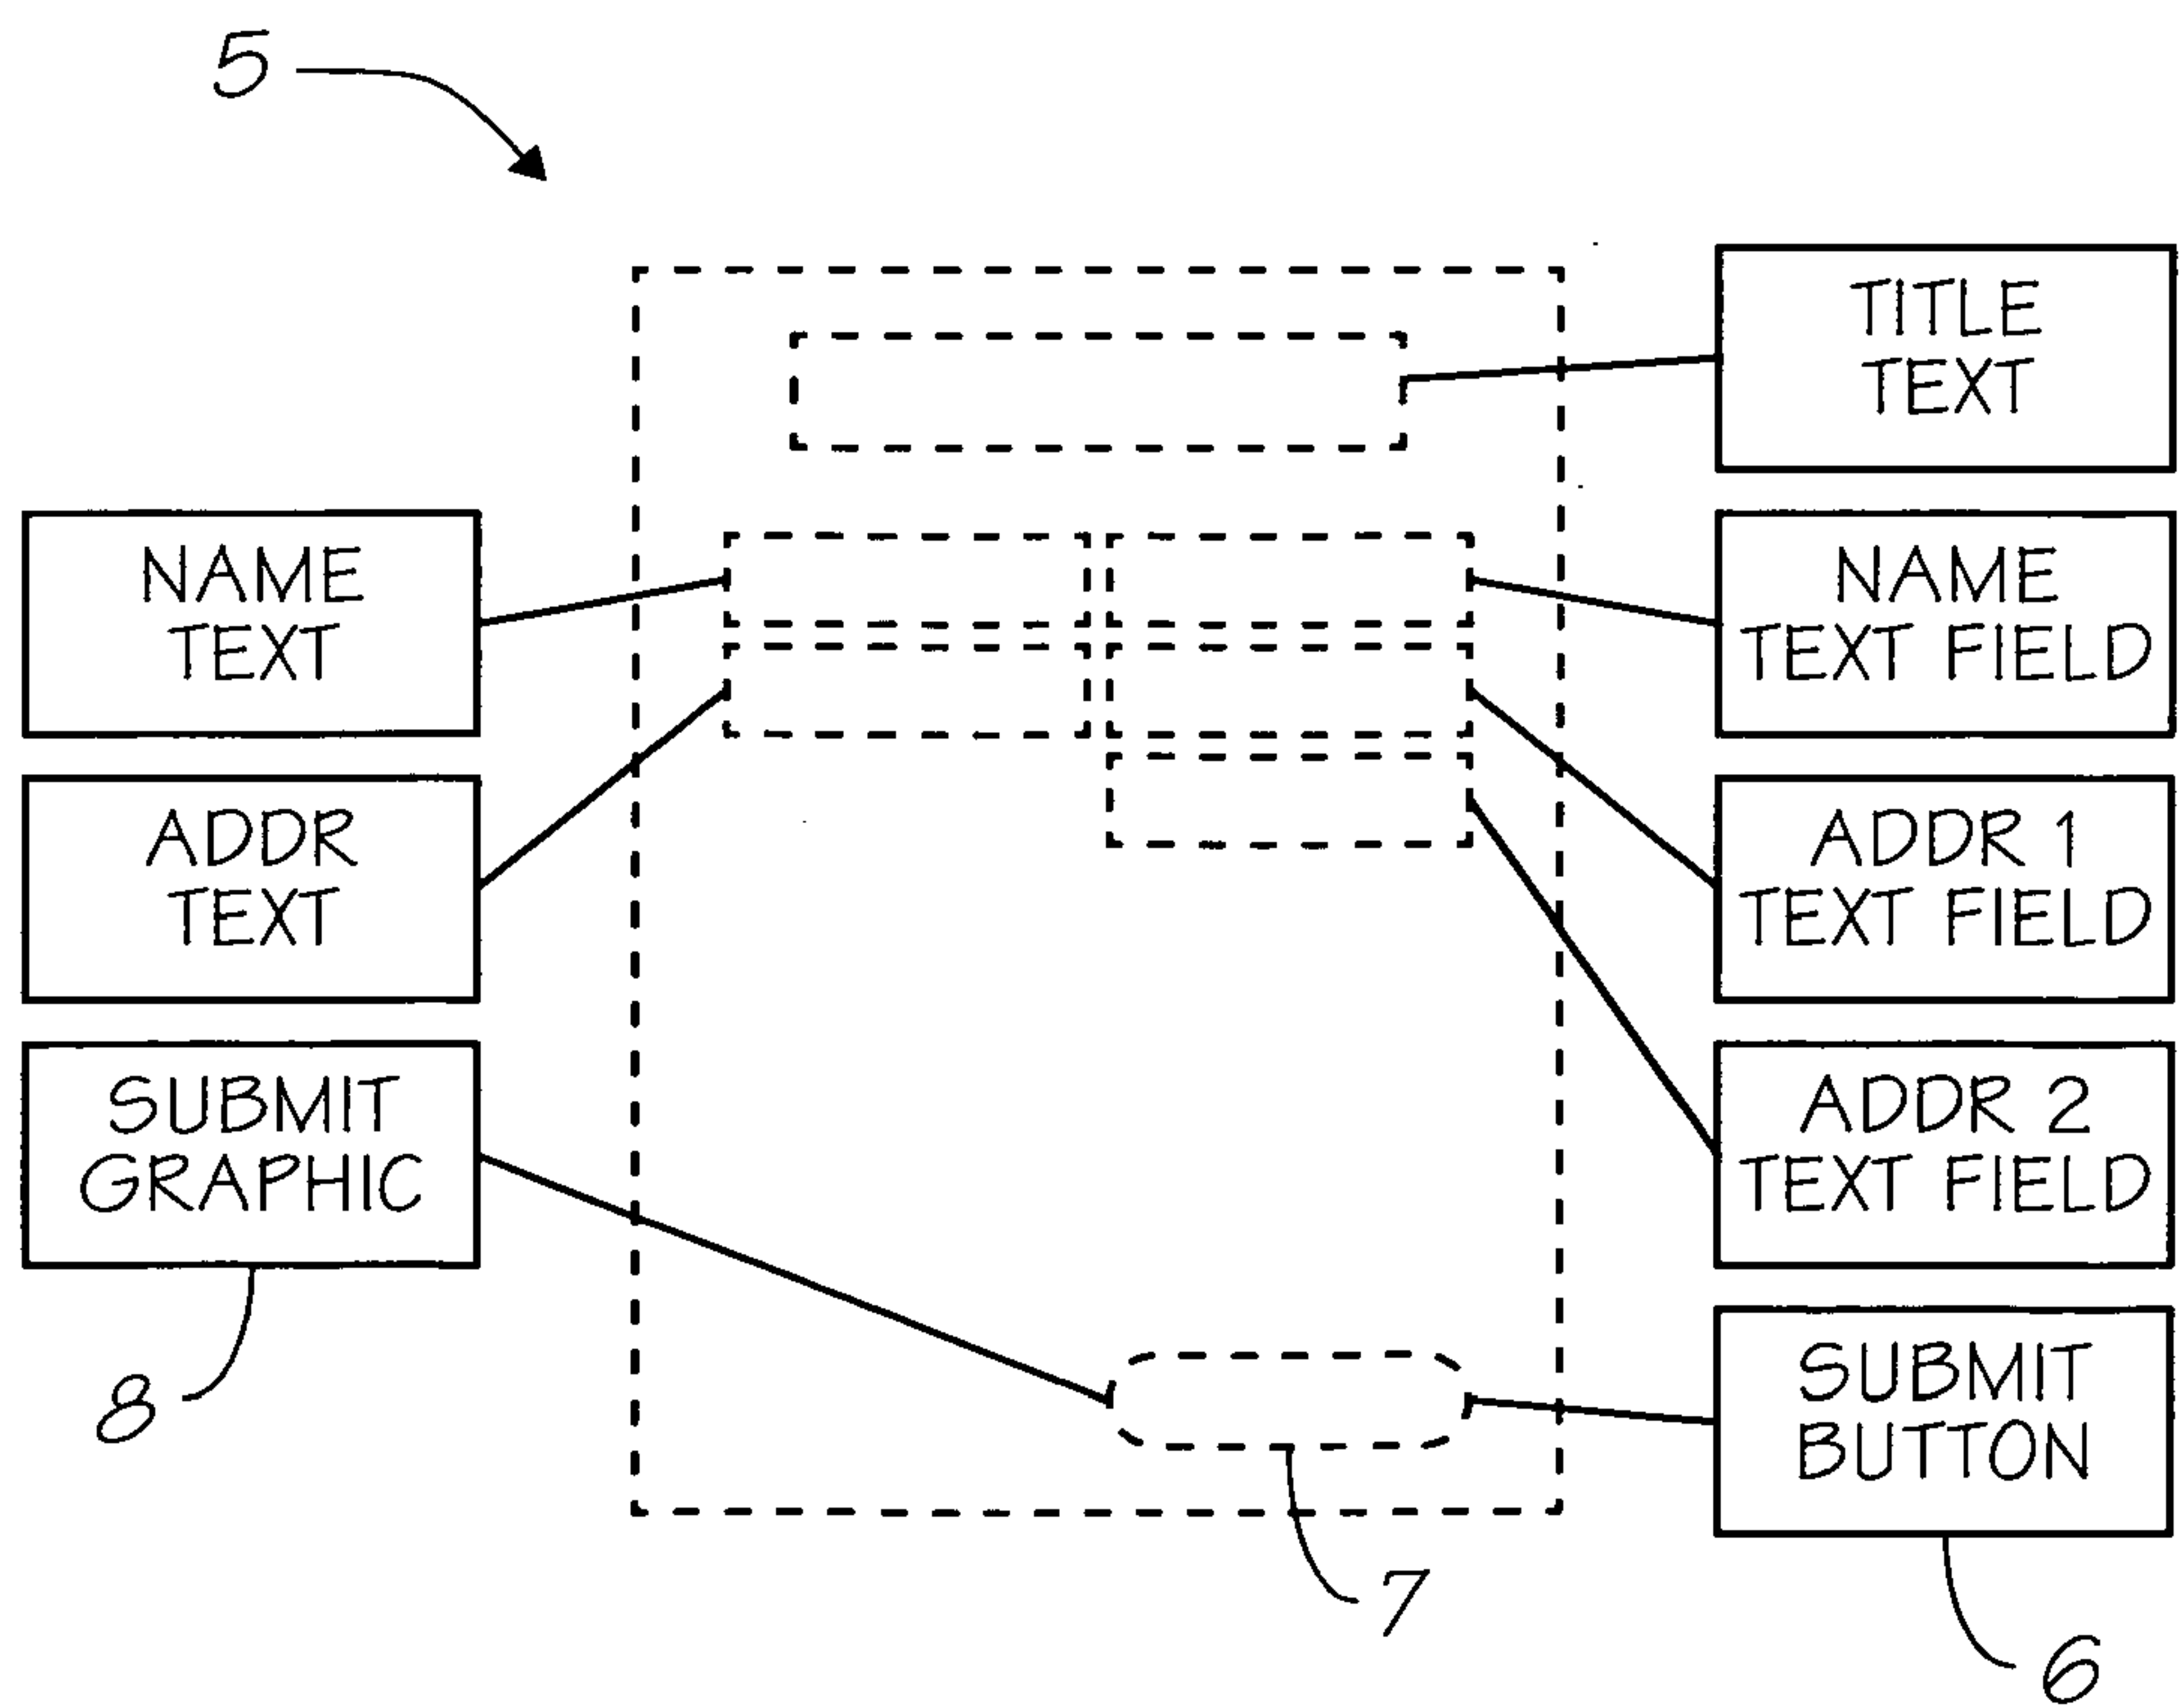 5
TITLE
TEXT
NAME
TEXT
NAME
TEXT FIELD
ADDR
TEXT
ADDR 1
TEXT FIELD
SUBMIT
GRAPHIC
ADDR 2
TEXT FIELD
8
SUBMIT
BUTTON
7
6